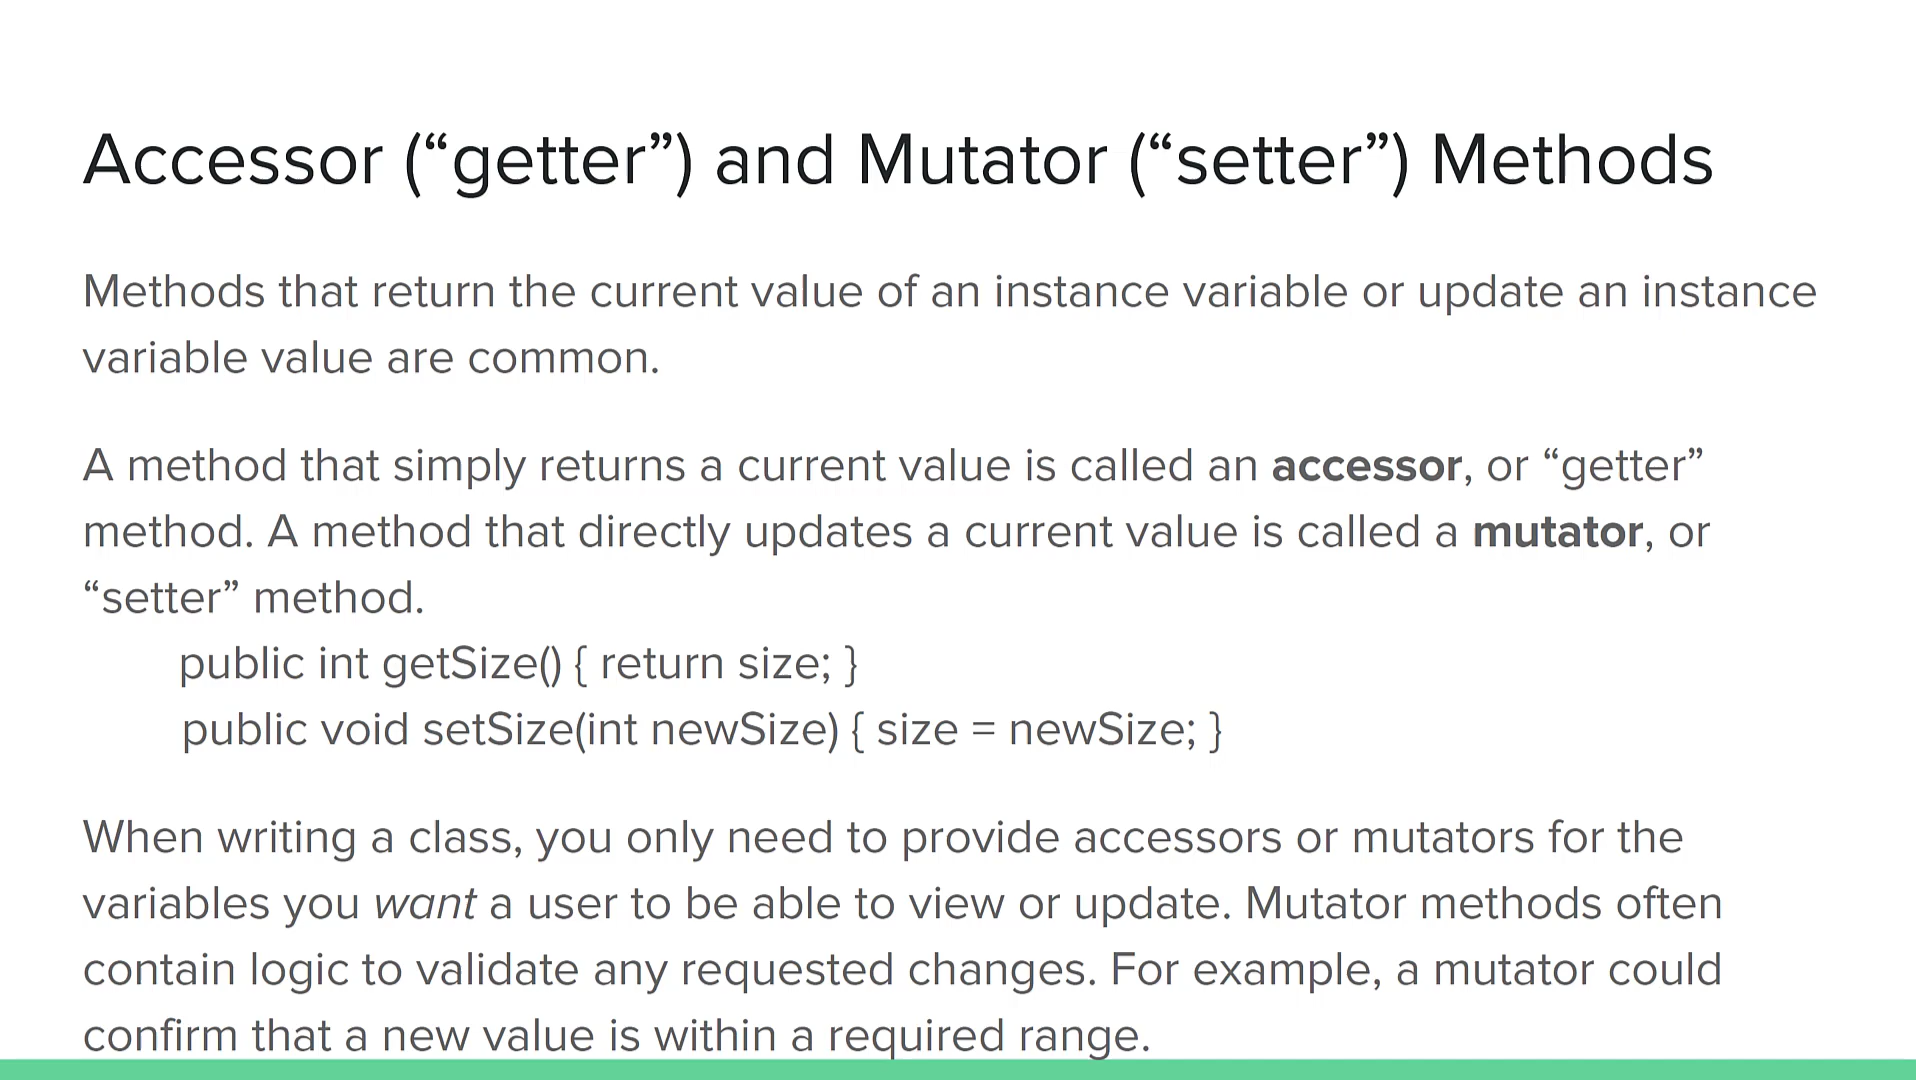 Accessor (“getter”) and Mutator (“setter”) Methods
Methods that return the current value of an instance variable or update an instance
variable value are common.
A method that simply returns a current value is called an accessor, or “getter”
method. A method that directly updates a current value is called a mutator, or
“setter” method.
public int getSize() { return size; }
public void setSize(int newSize) { size = newSize; }
When writing a class, you only need to provide accessors or mutators for the
variables you want a user to be able to view or update. Mutator methods often
contain logic to validate any requested changes. For example, a mutator could
confirm that a new value is within a required range.